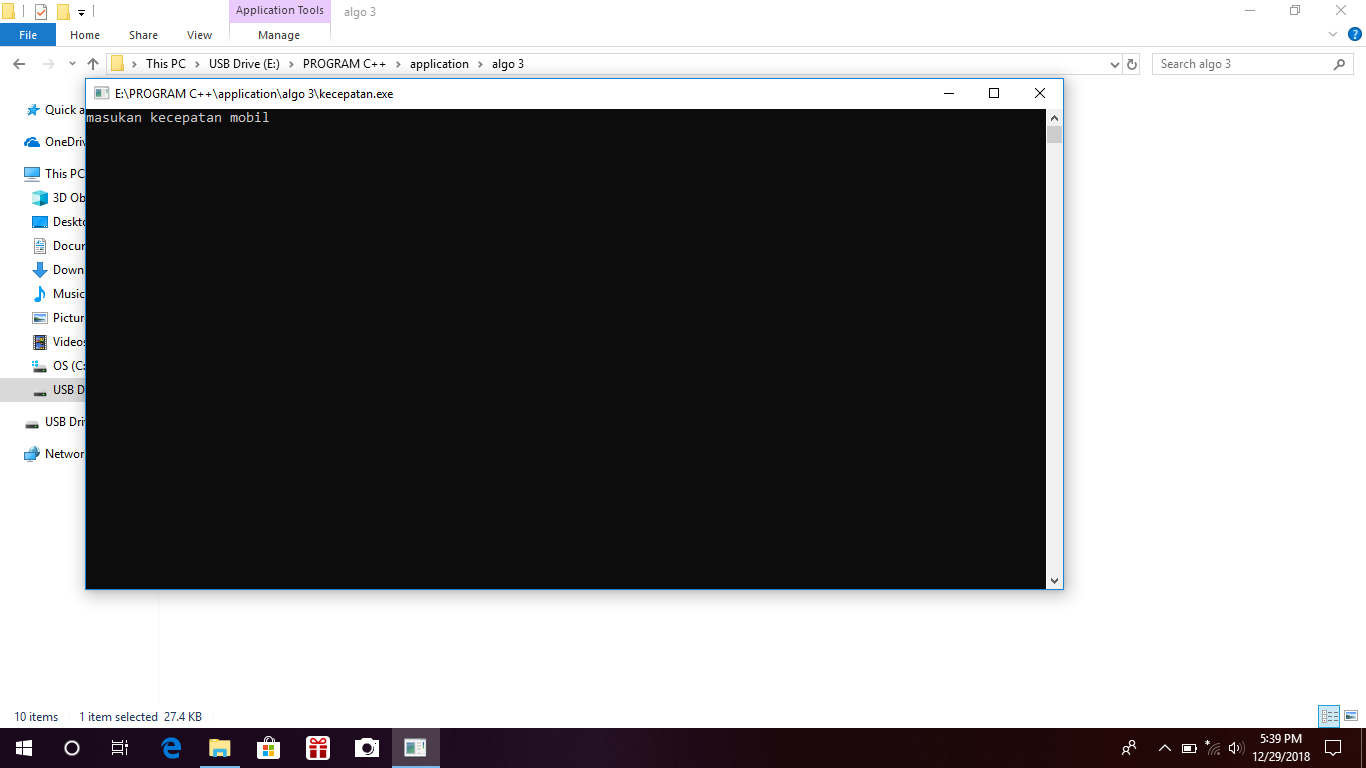 Application Tools
algo 3
File Home Share View Manage
This PC USB Drive (E:) PROGRAM C++ application algo 3
Search algo 3
E:\PROGRAM C++\application\algo 3\kecepatan.exe
masukan kecepatan mobil
Quick a
OneDriv
This PC
3D Ob
Deskto
Docur
Down
Music
Pictur
Videos
OS (C:
USB D
USB Dri
Networ
10 items 1 item selected 27.4 KB
5:39 PM
12/29/2018